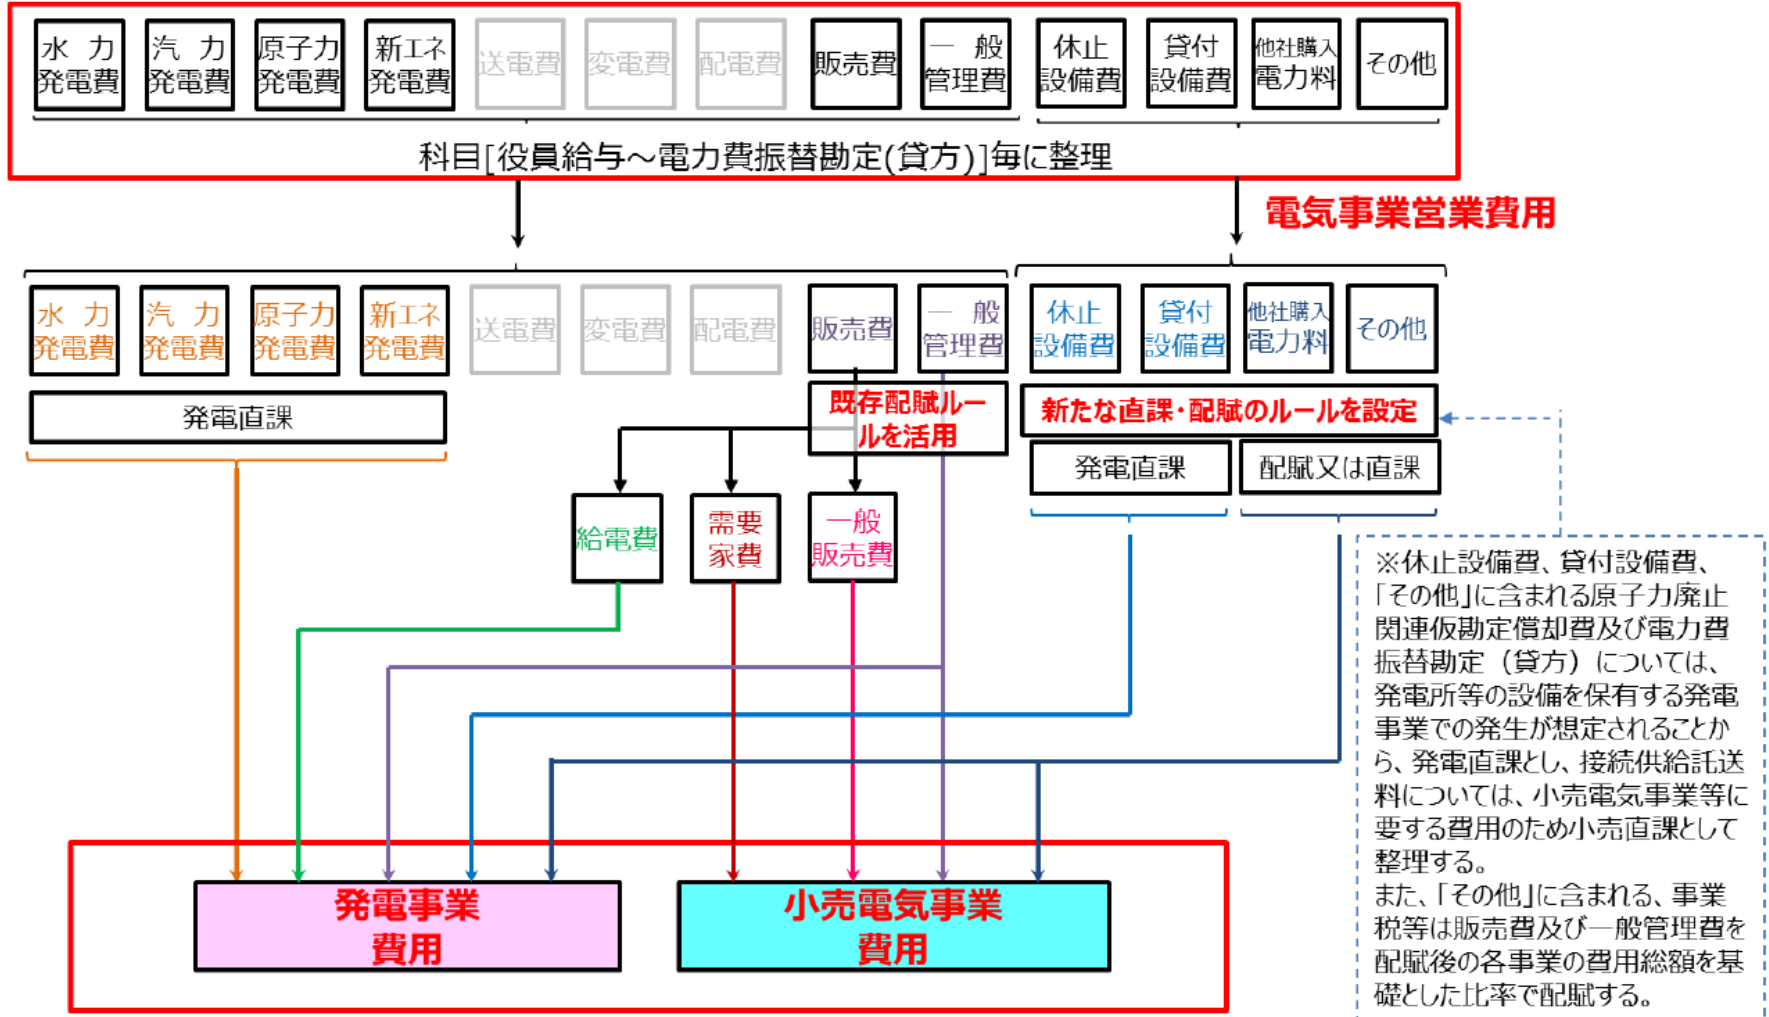 水 力
発電費
汽 力
発電費
原子力
発電費
新エネ
発電費
送電費
変電費
配電費
販売費
一 般
管理費
休止
設備費
貸付
設備費
他社購入
電力料
その他
科目[役員給与～電力費振替勘定(貸方)]毎に整理
電気事業営業費用
水 力
発電費
汽 力
発電費
原子力
発電費
新エネ
発電費
送電費
変電費
配電費
販売費
一 般
管理費
休止
設備費
貸付
設備費
他社購入
電力料
その他
発電直課
既存配賦ルー
ルを活用
新たな直課・配賦のルールを設定
発電直課
配賦又は直課
給電費
需要
家費
一般
販売費
※休止設備費、貸付設備費、
「その他」に含まれる原子力廃止
関連仮勘定償却費及び電力費
振替勘定（貸方）については、
発電所等の設備を保有する発電
事業での発生が想定されることか
ら、発電直課とし、接続供給託送
料については、小売電気事業等に
要する費用のため小売直課として
整理する。
また、「その他」に含まれる、事業
税等は販売費及び一般管理費を
配賦後の各事業の費用総額を基
礎とした比率で配賦する。
発電事業
費用
小売電気事業
費用